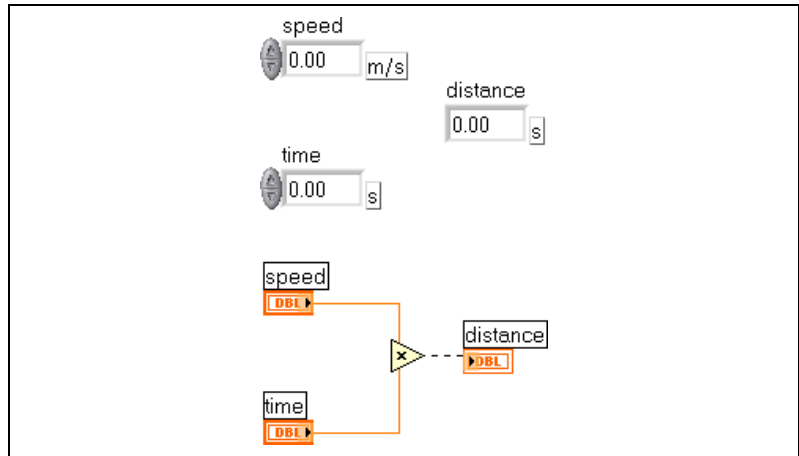 speed
0.00 m/s
distance
0.00 s
time
0.00 s
speed
DBL
x
distance
DBL
time
DBL